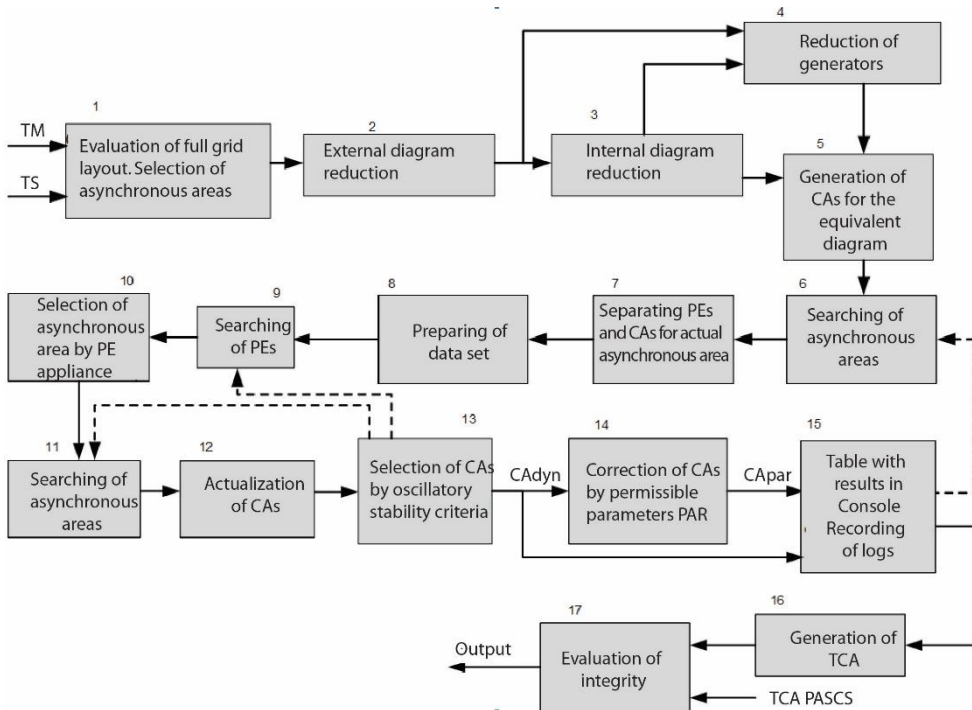 4
Reduction of
generators
1
TM
TS
Evaluation of full grid
layout. Selection of
asynchronous areas
2
External diagram
reduction
3
Internal diagram
reduction
5
Generation of
CAs for the
equivalent
diagram
10
Selection of
asynchronous
area by PE
appliance
9
Searching
of PEs
8
Preparing of
data set
7
Separating PEs
and CAs for actual
asynchronous area
6
Searching of
asynchronous
areas
11
Searching of
asynchronous
areas
12
Actualization
of CAs
13
Selection of CAs
by oscillatory
stability criteria
CAdyn
14
Correction of CAs
by permissible
parameters PAR
CApar
15
Table with
results in
Console
Recording
of logs
17
Output
Evaluation of
integrity
16
Generation of
TCA
TCA PASCS